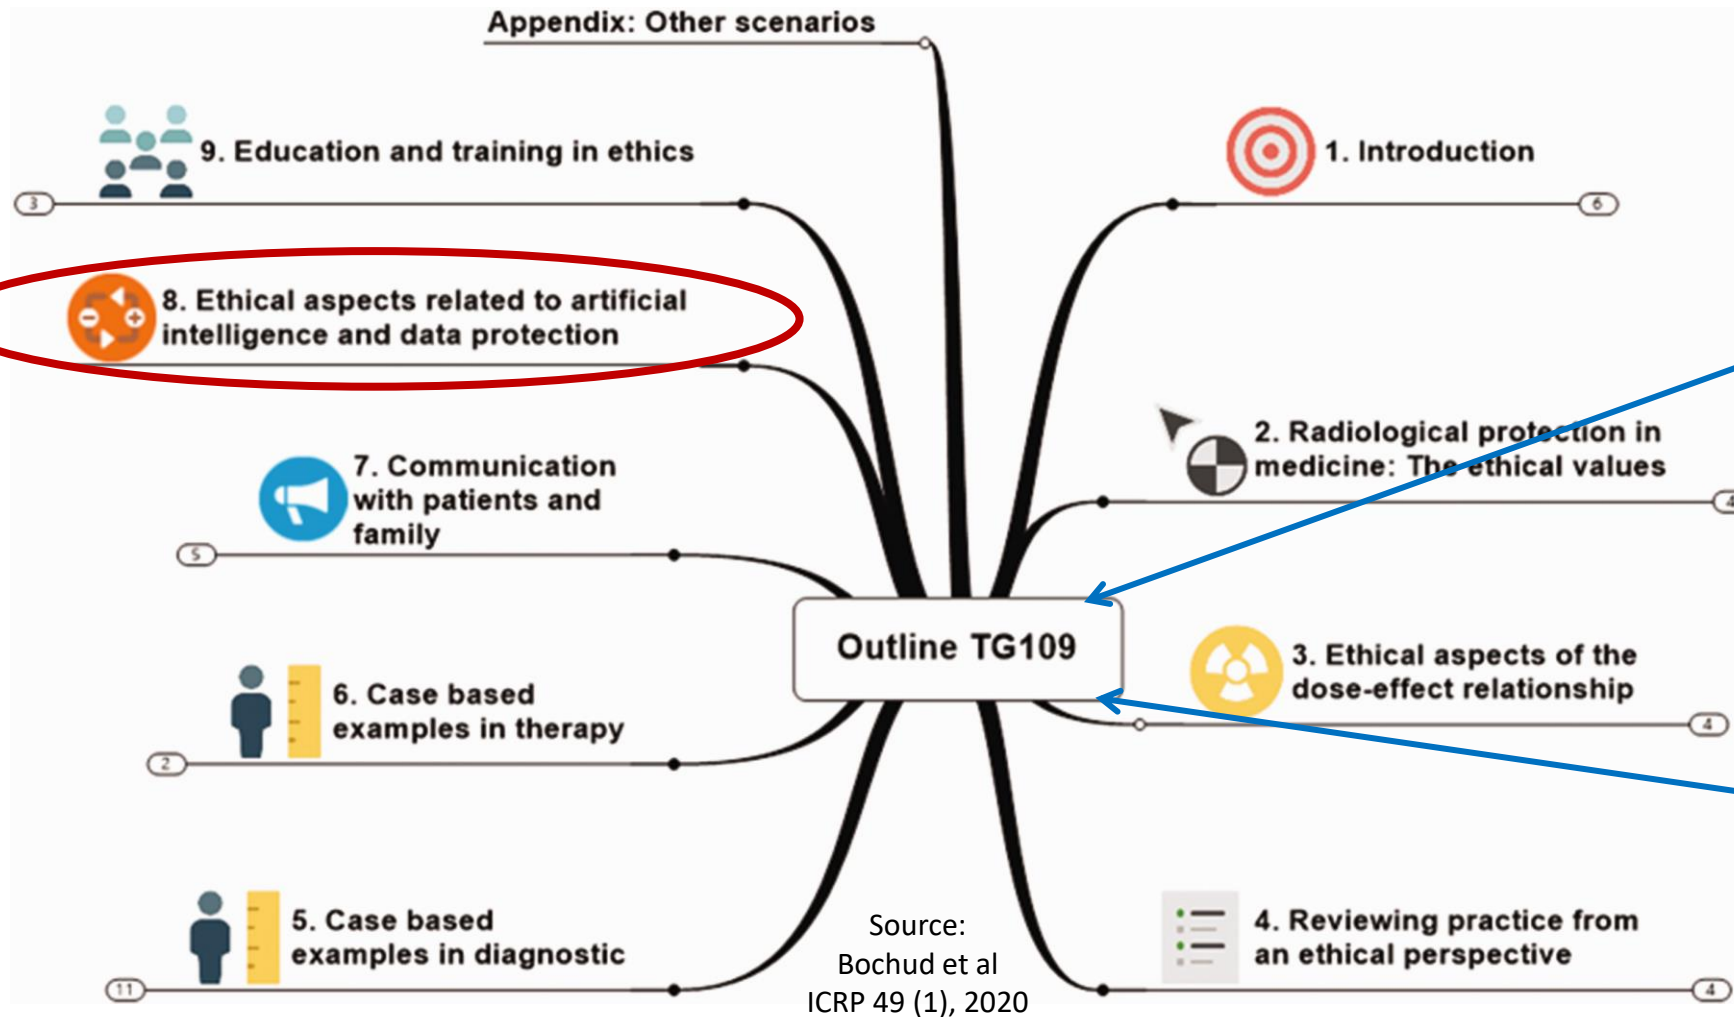 Appendix: Other scenarios
9. Education and training in ethics
3
8. Ethical aspects related to artificial
intelligence and data protection
7. Communication
with patients and
family
5
6. Case based
examples in therapy
2
5. Case based
examples in diagnostic
11
Outline TG109
1. Introduction
6
2. Radiological protection in
medicine: The ethical values
4
3. Ethical aspects of the
dose-effect relationship
4
4. Reviewing practice from
an ethical perspective
4
Source:
Bochud et al
ICRP 49 (1), 2020